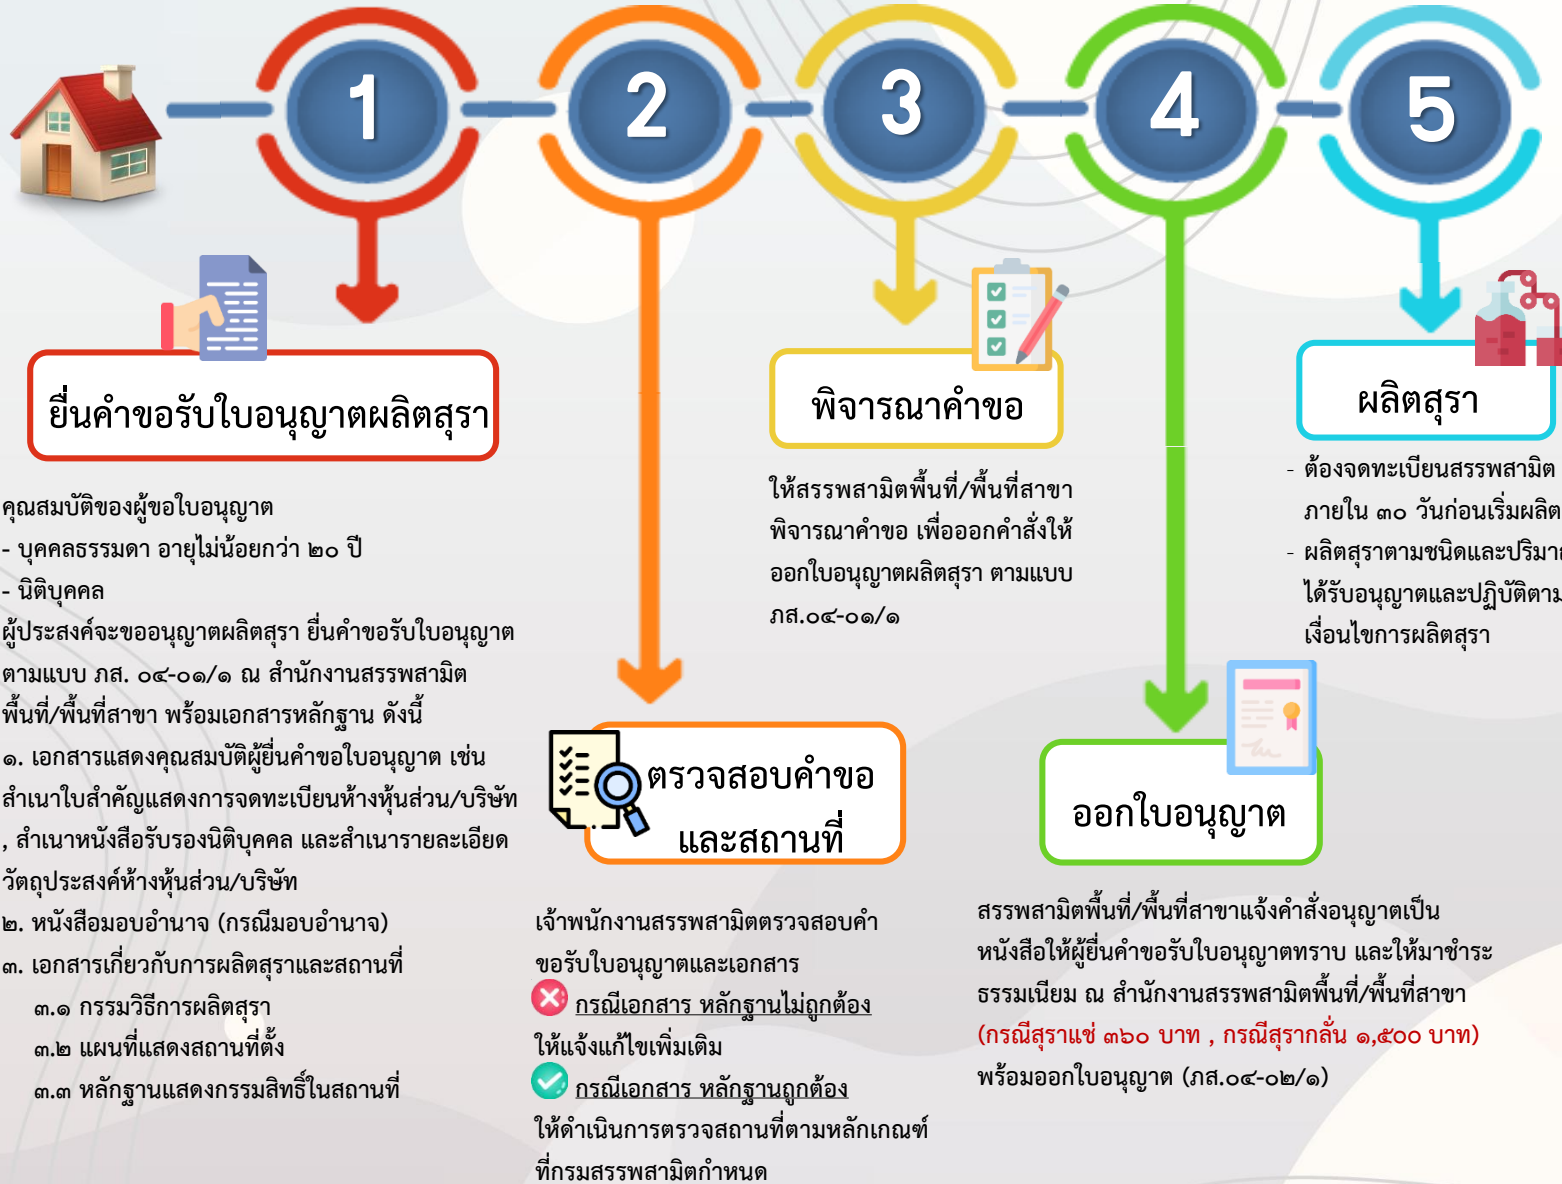 1
2
3
4
5
ยื่นคำขอรับใบอนุญาตผลิตสุรา
คุณสมบัติของผู้ขอใบอนุญาต
- บุคคลธรรมดา อายุไม่น้อยกว่า ๒๐ ปี
- นิติบุคคล
ผู้ประสงค์จะขออนุญาตผลิตสุรา ยื่นคำขอรับใบอนุญาต
ตามแบบ ภส. ๐๔-๐๑/๑ ณ สำนักงานสรรพสามิต
พื้นที่/พื้นที่สาขา พร้อมเอกสารหลักฐาน ดังนี้
๑. เอกสารแสดงคุณสมบัติผู้ยื่นคำขอใบอนุญาต เช่น
สำเนาใบสำคัญแสดงการจดทะเบียนห้างหุ้นส่วน/บริษัท
, สำเนาหนังสือรับรองนิติบุคคล และสำเนารายละเอียด
วัตถุประสงค์ห้างหุ้นส่วน/บริษัท
๒. หนังสือมอบอำนาจ (กรณีมอบอำนาจ)
๓. เอกสารเกี่ยวกับการผลิตสุราและสถานที่
๓.๑ กรรมวิธีการผลิตสุรา
๓.๒ แผนที่แสดงสถานที่ตั้ง
๓.๓ หลักฐานแสดงกรรมสิทธิ์ในสถานที่
ตรวจสอบคำขอ
และสถานที่
เจ้าพนักงานสรรพสามิตตรวจสอบคำ
ขอรับใบอนุญาตและเอกสาร
กรณีเอกสาร หลักฐานไม่ถูกต้อง
ให้แจ้งแก้ไขเพิ่มเติม
กรณีเอกสาร หลักฐานถูกต้อง
ให้ดำเนินการตรวจสถานที่ตามหลักเกณฑ์
ที่กรมสรรพสามิตกำหนด
พิจารณาคำขอ
ให้สรรพสามิตพื้นที่/พื้นที่สาขา
พิจารณาคำขอ เพื่อออกคำสั่งให้
ออกใบอนุญาตผลิตสุรา ตามแบบ
ภส.๐๔-๐๑/๑
ออกใบอนุญาต
สรรพสามิตพื้นที่/พื้นที่สาขาแจ้งคำสั่งอนุญาตเป็น
หนังสือให้ผู้ยื่นคำขอรับใบอนุญาตทราบ และให้มาชำระ
ธรรมเนียม ณ สำนักงานสรรพสามิตพื้นที่/พื้นที่สาขา
(กรณีสุราแช่ ๓๖๐ บาท , กรณีสุรากลั่น ๑,๕๐๐ บาท)
พร้อมออกใบอนุญาต (ภส.๐๔-๐๒/๑)
ผลิตสุรา
- ต้องจดทะเบียนสรรพสามิต
ภายใน ๓๐ วันก่อนเริ่มผลิต
- ผลิตสุราตามชนิดและ
ได้รับอนุญาตและปฏิบัติตาม
เงื่อนไขการผลิตสุรา